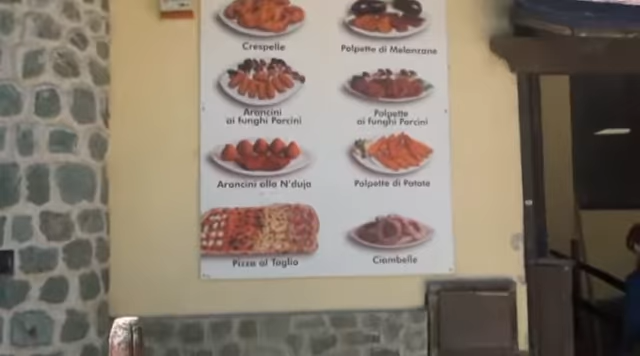 Crespelle
Polpette di Melanzane
Arancini
ai funghi Porcini
Polpette
ai funghi Porcini
Arancini alla N'duja
Polpette di Patate
Pizza al Taglio
Ciambelle